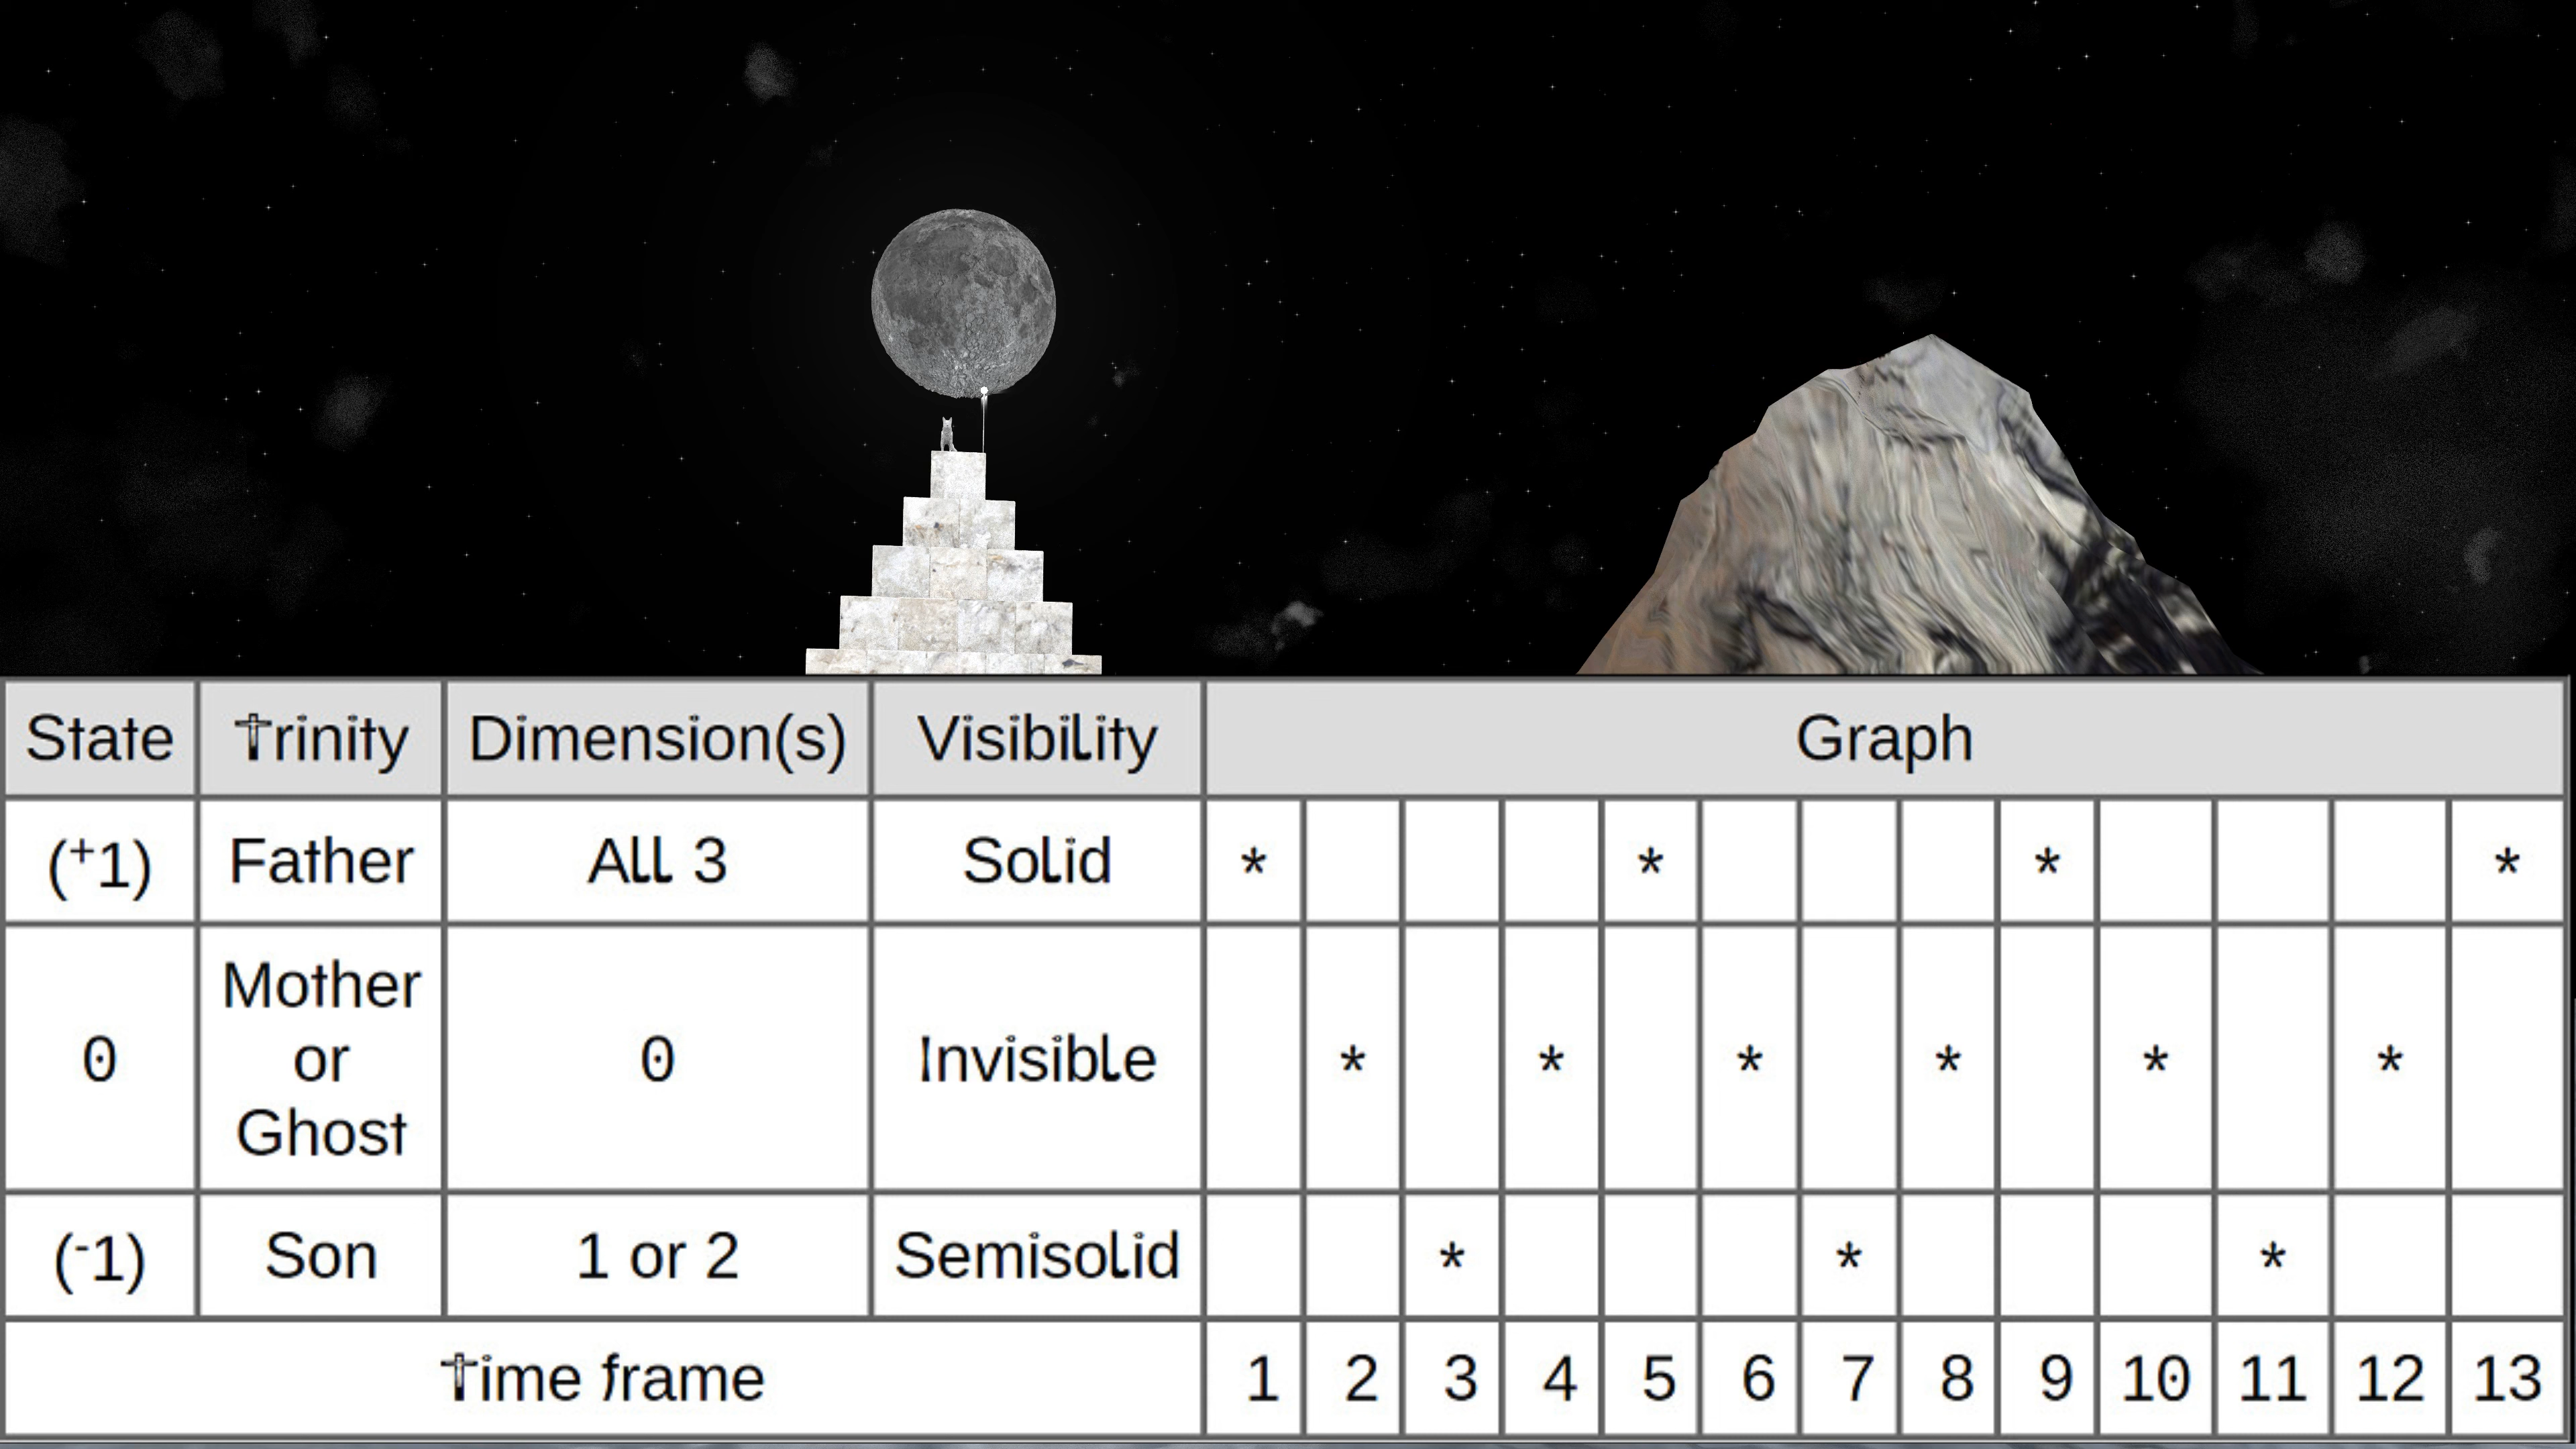 State Trinity Dimension(s) Visibility Graph
(+1) Father All 3 Solid * * * *
Mother
0 or 0 Invisible * * * * * *
Ghost
(-1) Son 1 or 2 Semisolid * * *
Time frame 1 2 3 4 5 6 7 8 9 10 11 12 13